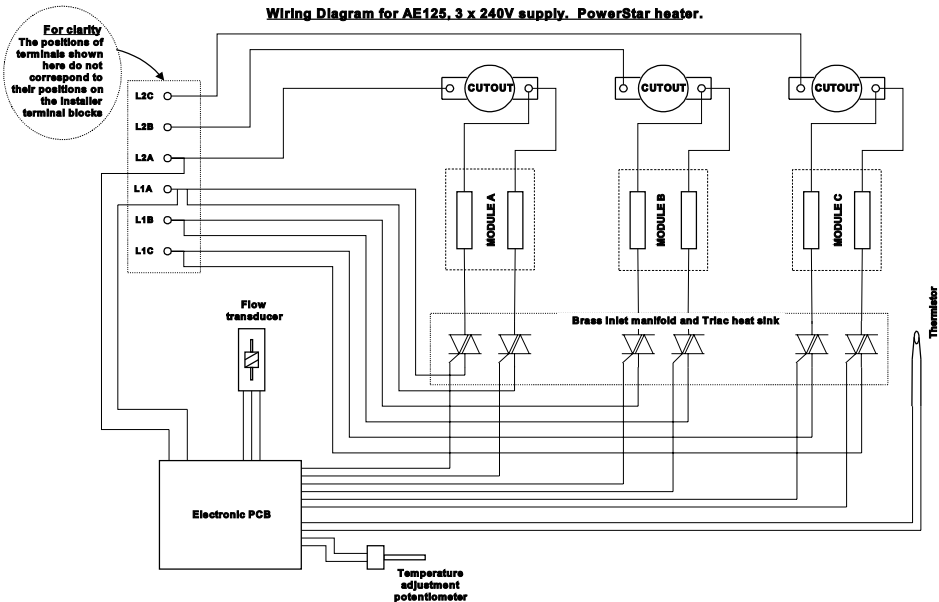 Wiring Diagram for AE125, 3 x 240V supply. PowerStar heater.
For clarity
The positions of
terminals shown
here do not
correspond to
their positions on
the installer
terminal blocks
L2C
L2B
L2A
L1A
L1B
L1C
CUTOUT
CUTOUT
CUTOUT
MODULE A
MODULE B
MODULE C
Flow
transducer
Brass inlet manifold and Triac heat sink
Thermistor
Electronic PCB
Temperature
adjustment
potentiometer